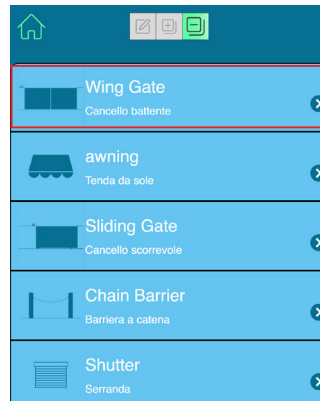 Wing Gate
Cancello battente
awning
Tenda da sole
Sliding Gate
Cancello scorrevole
Chain Barrier
Barriera a catena
Shutter
Serranda